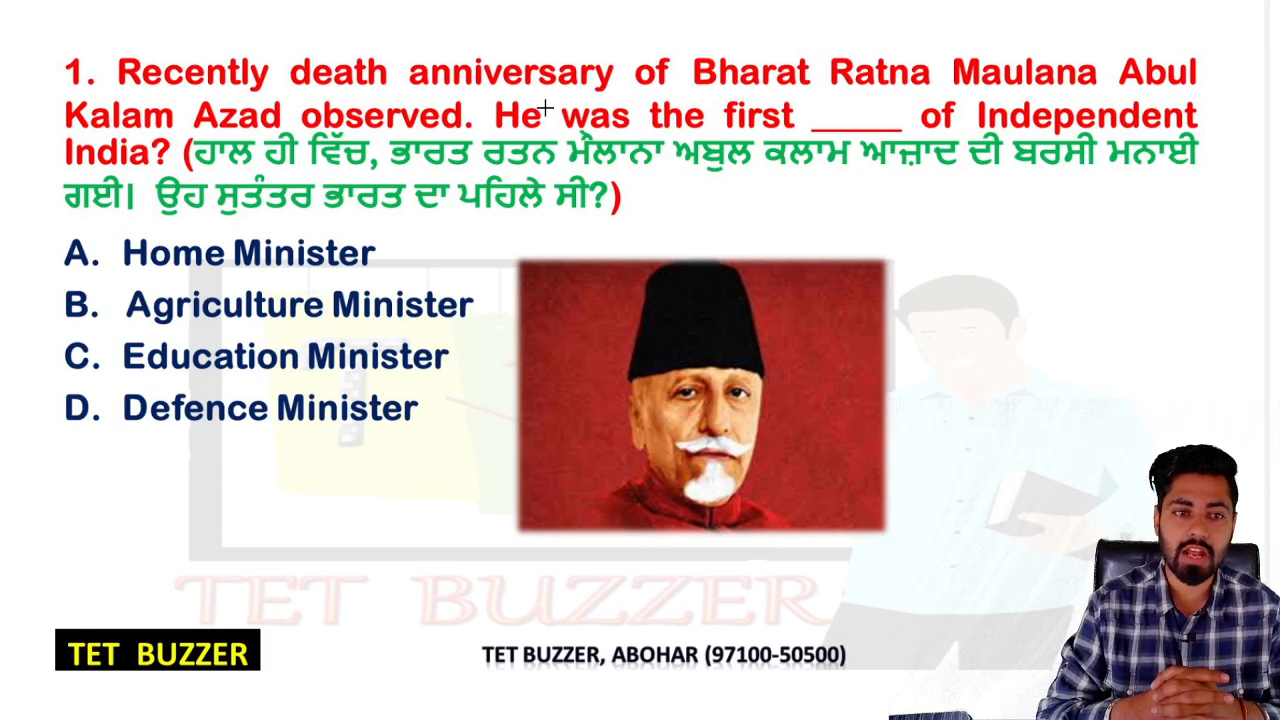 1. Recently death anniversary of Bharat Ratna Maulana Abul
Kalam Azad observed. He was the first _____ of Independent
India? (ਹਾਲ ਹੀ ਵਿੱਚ, ਭਾਰਤ ਰਤਨ ਮੌਲਾਨਾ ਅਬੁਲ ਕਲਾਮ ਆਜ਼ਾਦ ਦੀ ਬਰਸੀ ਮਨਾਈ
ਗਈ। ਉਹ ਸੁਤੰਤਰ ਭਾਰਤ ਦਾ ਪਹਿਲੇ ਸੀ?)
A. Home Minister
B. Agriculture Minister
C. Education Minister
D. Defence Minister
TET BUZZER
TET BUZZER
TET BUZZER, ABOHAR (97100-50500)